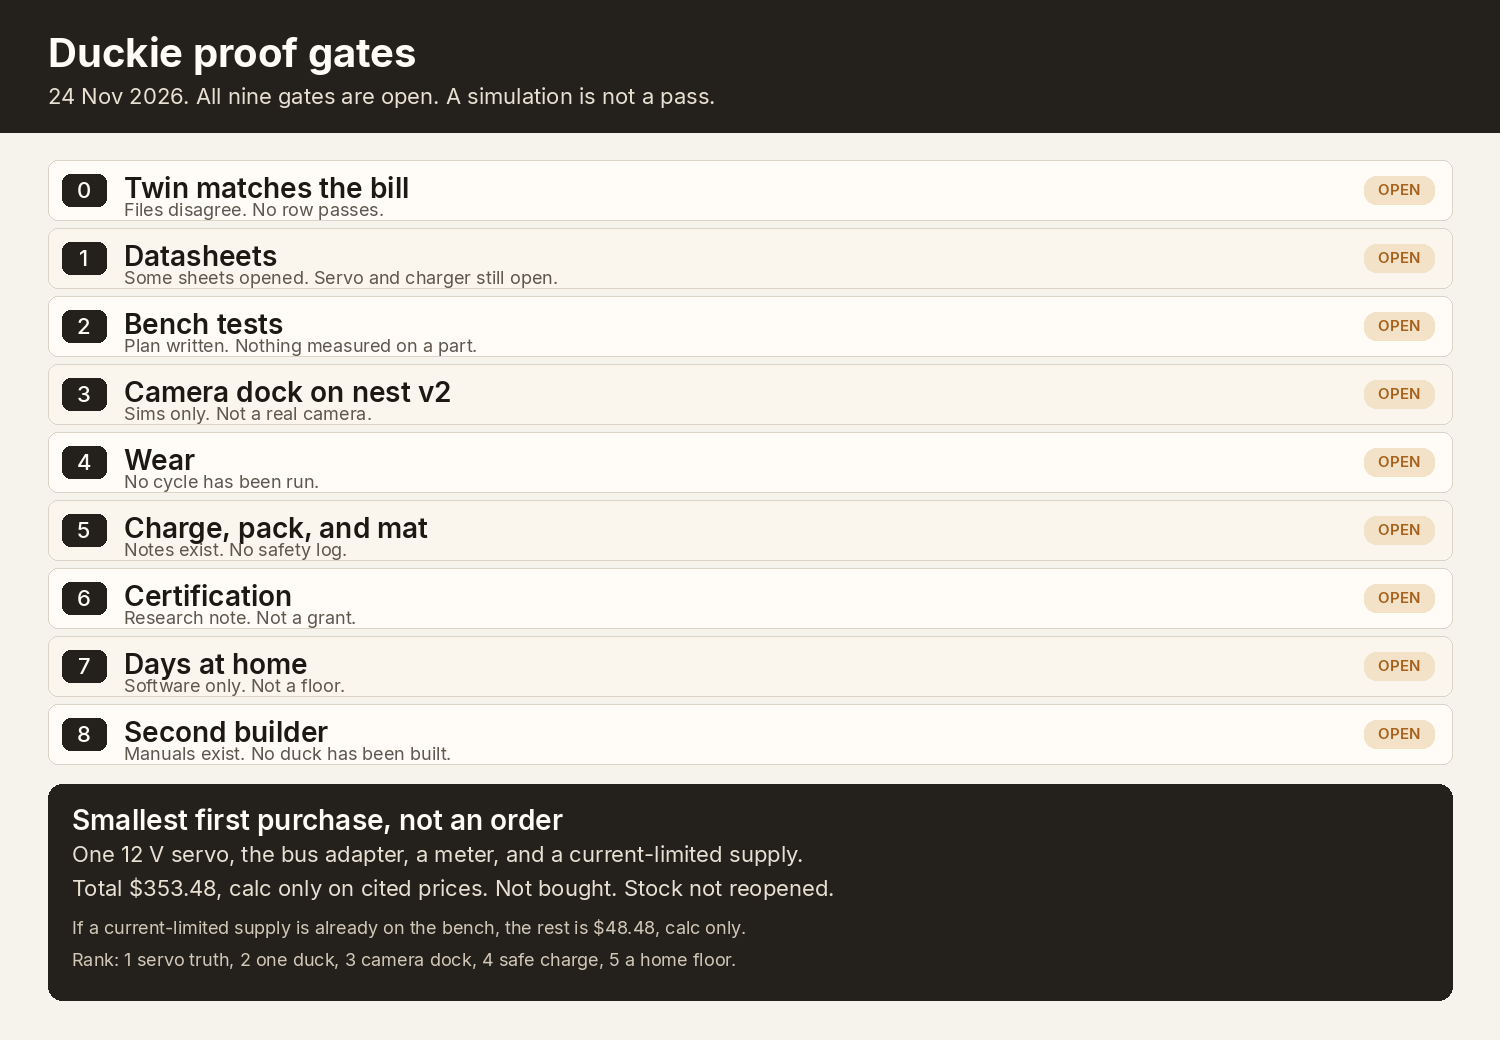 Duckie proof gates
24 Nov 2026. All nine gates are open. A simulation is not a pass.
0 Twin matches the bill OPEN
Files disagree. No row passes.
1 Datasheets OPEN
Some sheets opened. Servo and charger still open.
2 Bench tests OPEN
Plan written. Nothing measured on a part.
3 Camera dock on nest v2 OPEN
Sims only. Not a real camera.
4 Wear OPEN
No cycle has been run.
5 Charge, pack, and mat OPEN
Notes exist. No safety log.
6 Certification OPEN
Research note. Not a grant.
7 Days at home OPEN
Software only. Not a floor.
8 Second builder OPEN
Manuals exist. No duck has been built.
Smallest first purchase, not an order
One 12 V servo, the bus adapter, a meter, and a current-limited supply.
Total $353.48, calc only on cited prices. Not bought. Stock not reopened.
If a current-limited supply is already on the bench, the rest is $48.48, calc only.
Rank: 1 servo truth, 2 one duck, 3 camera dock, 4 safe charge, 5 a home floor.